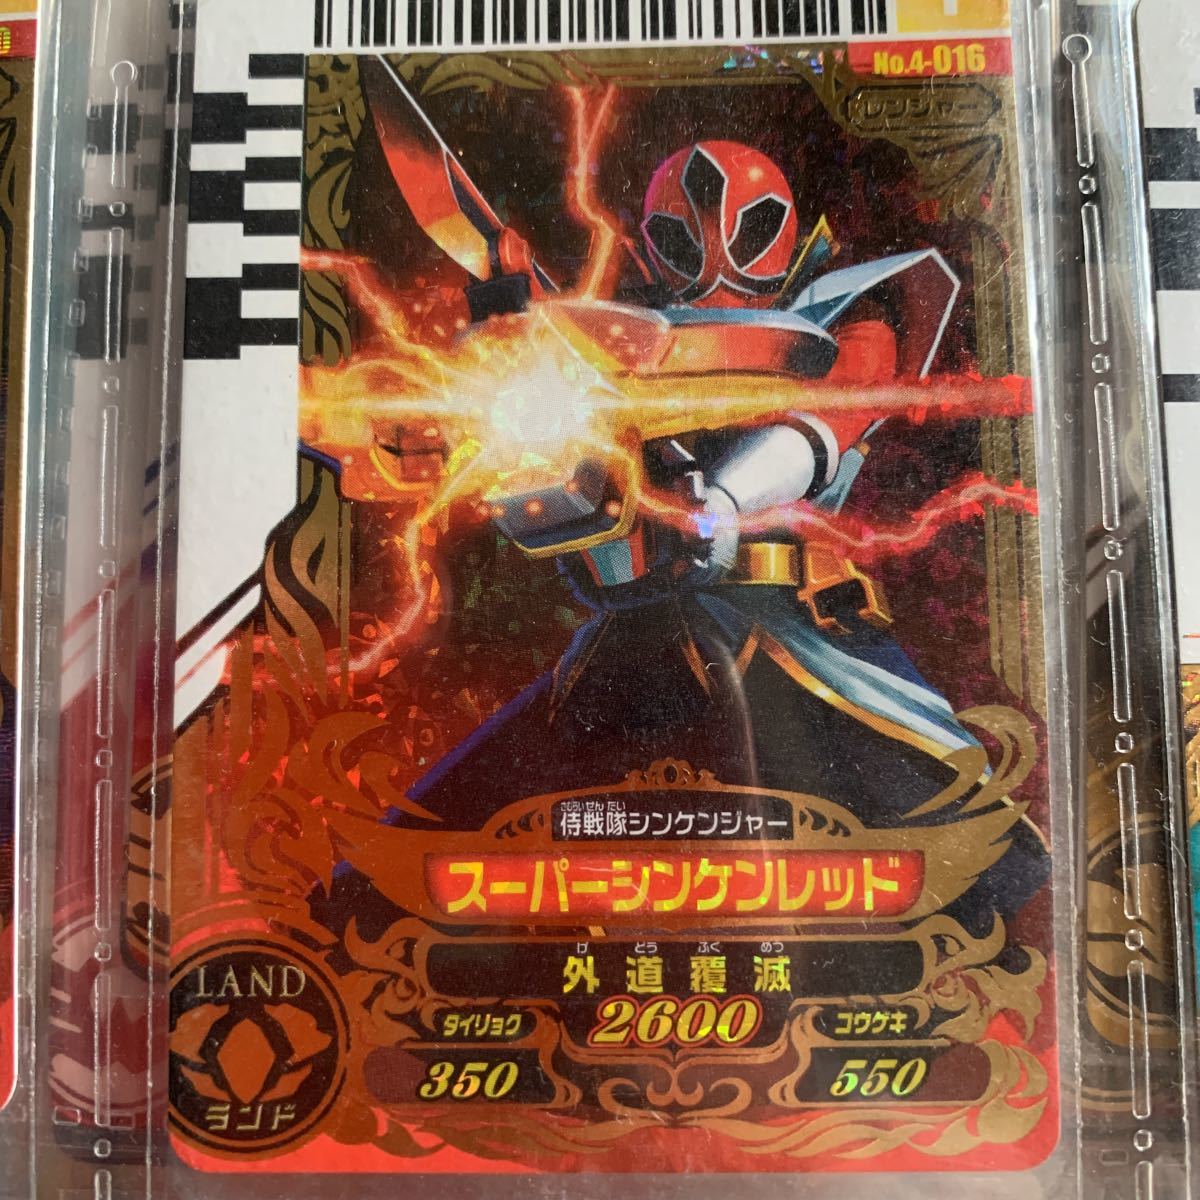 No.4-016
レンジャー
さむらいせんたい
侍戦隊シンケンジャー
スーパーシンケンレッド
げどうふくめつ
外道覆滅
2600
タイリョク
350
コウゲキ
550
LAND
ランド